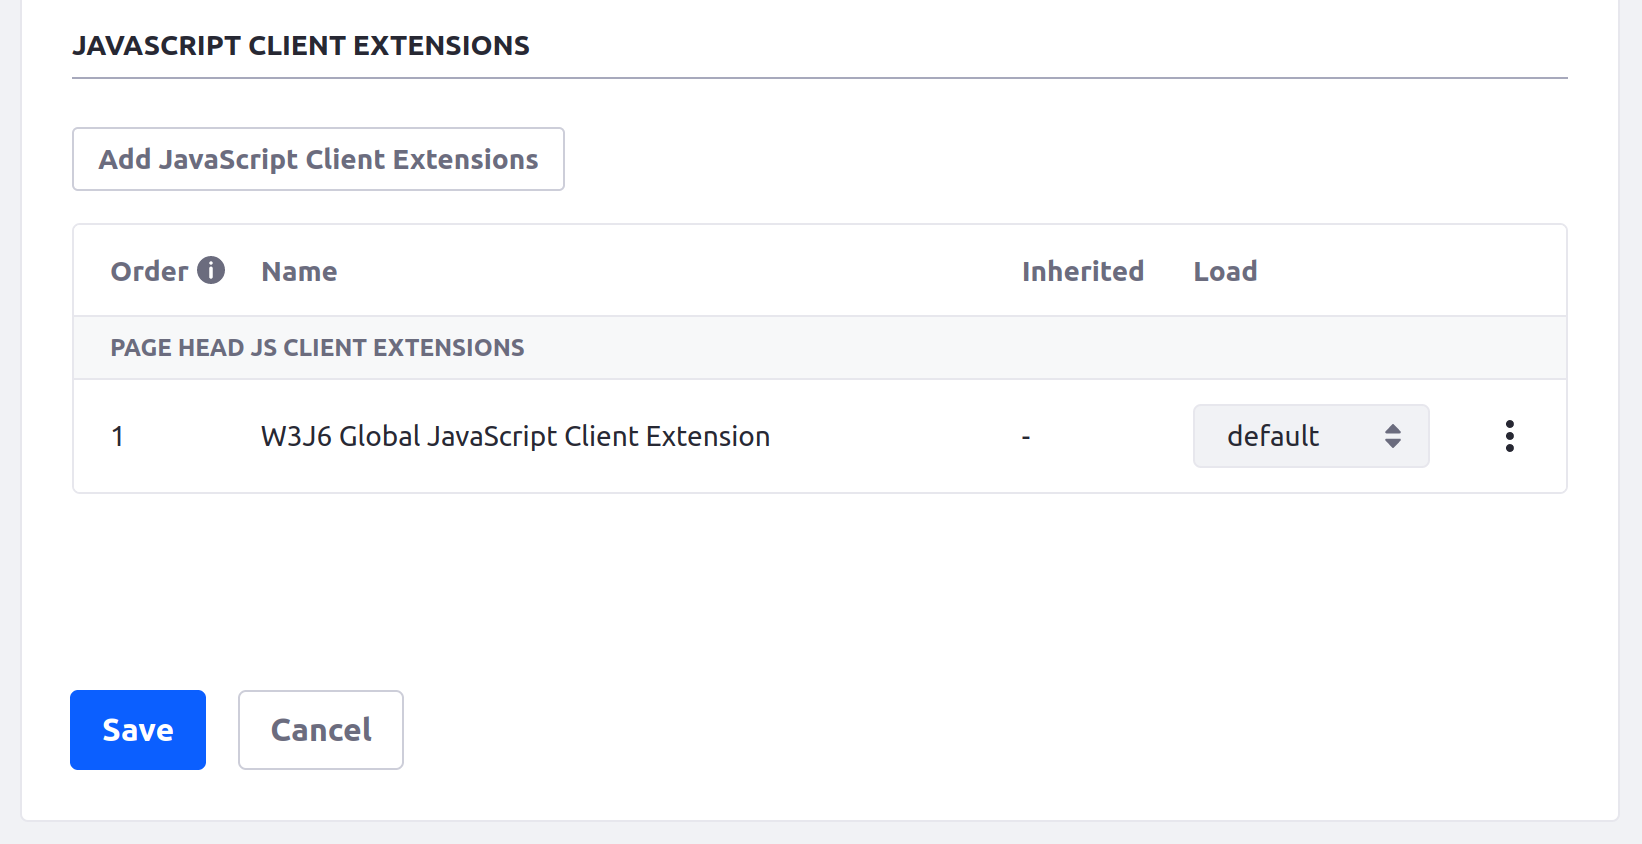 JAVASCRIPT CLIENT EXTENSIONS
Add JavaScript Client Extensions
Order Name Inherited Load
PAGE HEAD JS CLIENT EXTENSIONS
1 W3J6 Global JavaScript Client Extension - default
Save Cancel